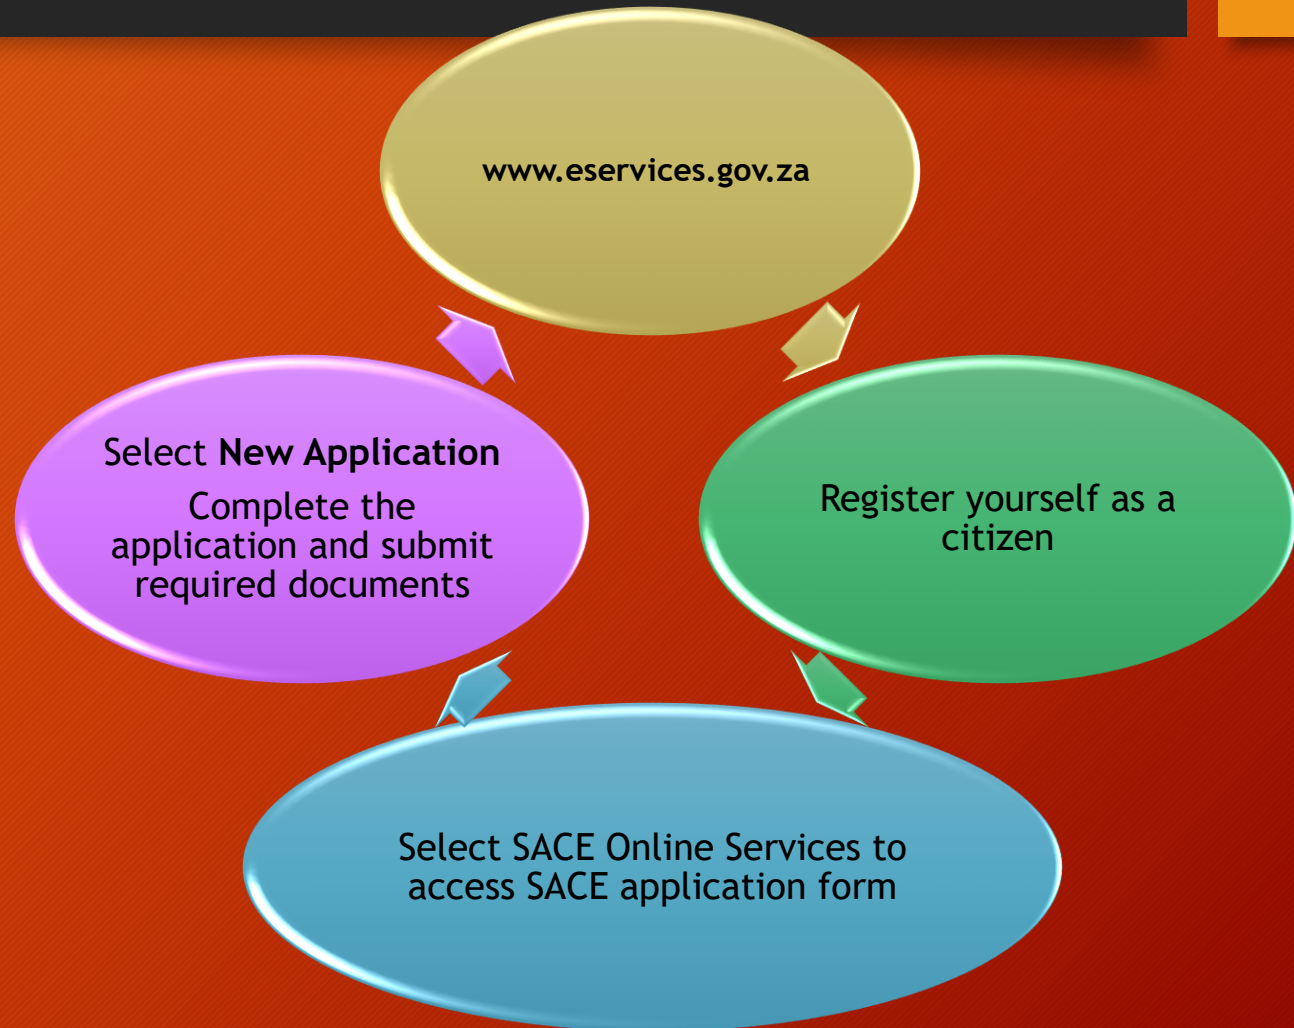 www.eservices.gov.za
Register yourself as a
citizen
Select SACE Online Services to
access SACE application form
Select New Application
Complete the
application and submit
required documents